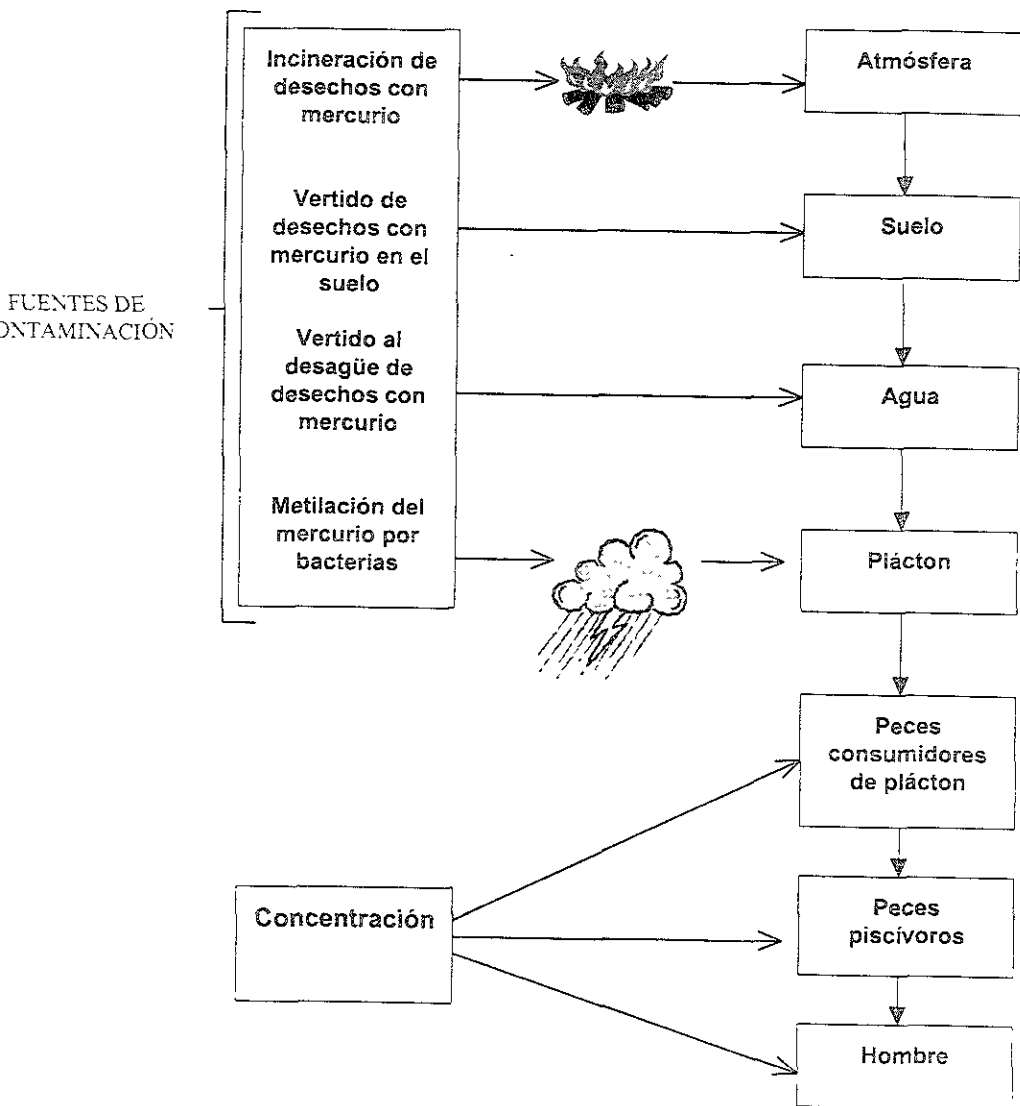 Incineración de
desechos con
mercurio
Atmósfera
Vertido de
desechos con
mercurio en el
suelo
Suelo
FUENTES DE
ONTAMINACIÓN
Vertido al
desagüe de
desechos con
mercurio
Agua
Metilación del
mercurio por
bacterias
Plácton
Peces
consumidores
de plácton
Concentración
Peces
piscívoros
Hombre